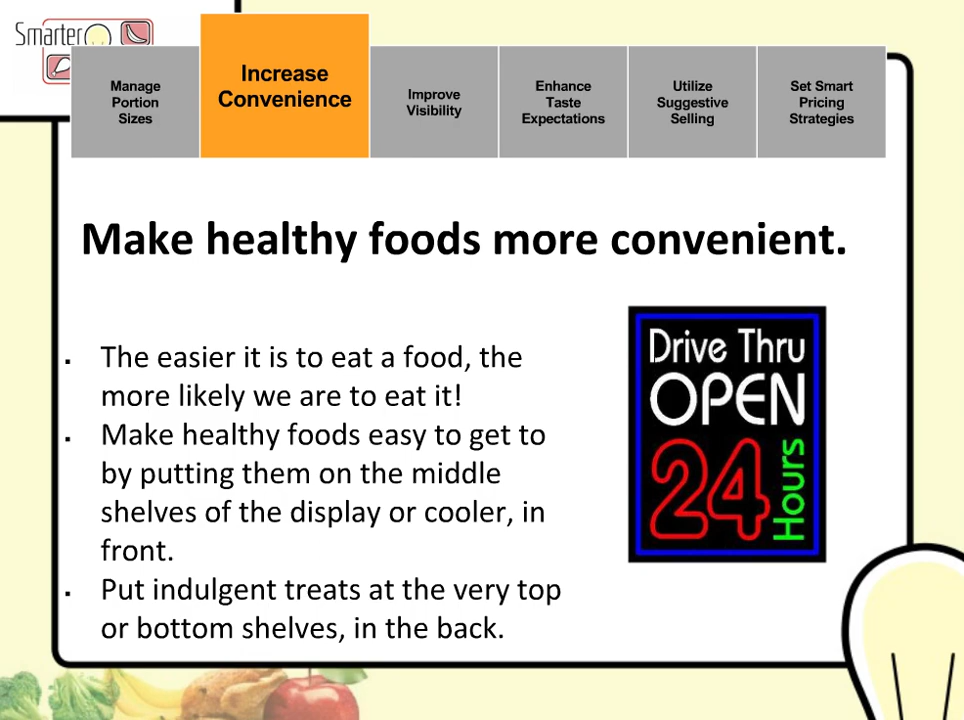 Smarter
Manage
Portion
Sizes
Increase
Convenience
Improve
Visibility
Enhance
Taste
Expectations
Utilize
Suggestive
Selling
Set Smart
Pricing
Strategies
Make healthy foods more convenient.
▪ The easier it is to eat a food, the
more likely we are to eat it!
▪ Make healthy foods easy to get to
by putting them on the middle
shelves of the display or cooler, in
front.
▪ Put indulgent treats at the very top
or bottom shelves, in the back.
Drive Thru
OPEN
24
Hours